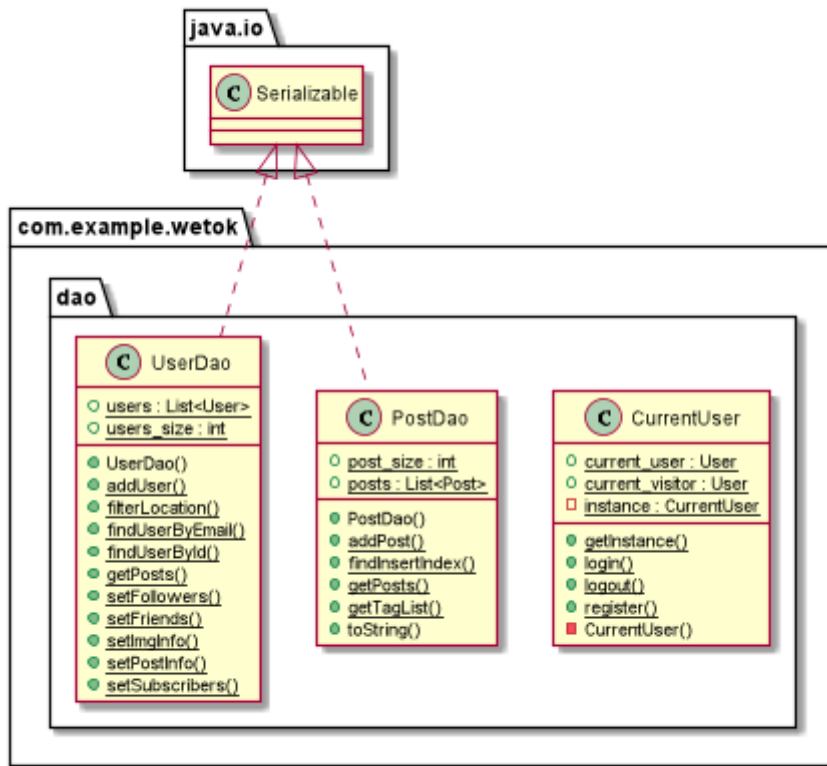 java.io
C Serializable
com.example.wetok
dao
C UserDao
users : List<User>
users_size : int
UserDao()
addUser()
filterLocation()
findUserByEmail()
findUserById()
getPosts()
setFollowers()
setFriends()
setImgInfo()
setPostInfo()
setSubscribers()
C PostDao
post_size : int
posts : List<Post>
PostDao()
addPost()
findInsertIndex()
getPosts()
getTagList()
toString()
C CurrentUser
current_user : User
current_visitor : User
instance : CurrentUser
getInstance()
login()
logout()
register()
CurrentUser()